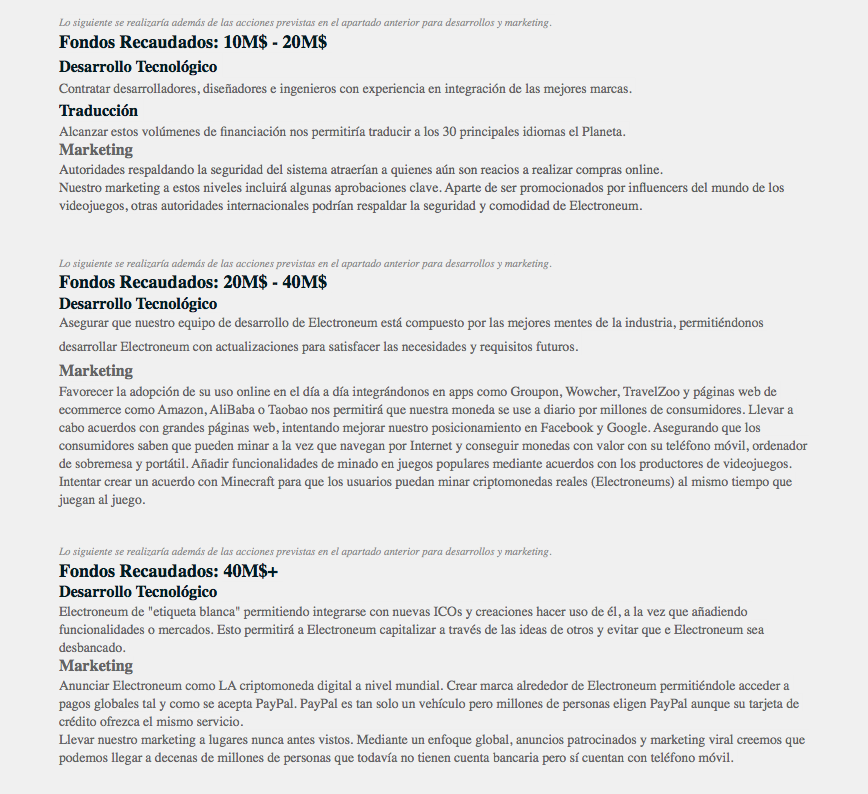 Lo siguiente se realizaría además de las acciones previstas en el apartado anterior para desarrollos y marketing.
Fondos Recaudados: 10M$ - 20M$
Desarrollo Tecnológico
Contratar desarrolladores, diseñadores e ingenieros con experiencia en integración de las mejores marcas.
Traducción
Alcanzar estos volúmenes de financiación nos permitiría traducir a los 30 principales idiomas el Planeta.
Marketing
Autoridades respaldando la seguridad del sistema atraerían a quienes aún son reacios a realizar compras online.
Nuestro marketing a estos niveles incluirá algunas aprobaciones clave. Aparte de ser promocionados por influencers del mundo de los
videojuegos, otras autoridades internacionales podrían respaldar la seguridad y comodidad de Electroneum.
Lo siguiente se realizaría además de las acciones previstas en el apartado anterior para desarrollos y marketing.
Fondos Recaudados: 20M$ - 40M$
Desarrollo Tecnológico
Asegurar que nuestro equipo de desarrollo de Electroneum está compuesto por las mejores mentes de la industria, permitiéndonos
desarrollar Electroneum con actualizaciones para satisfacer las necesidades y requisitos futuros.
Marketing
Favorecer la adopción de su uso online en el día a día integrándonos en apps como Groupon, Wowcher, TravelZoo y páginas web de
ecommerce como Amazon, AliBaba o Taobao nos permitirá que nuestra moneda se use a diario por millones de consumidores. Llevar a
cabo acuerdos con grandes páginas web, intentando mejorar nuestro posicionamiento en Facebook y Google. Asegurando que los
consumidores saben que pueden minar a la vez que navegan por Internet y conseguir monedas con valor con su teléfono móvil, ordenador
de sobremesa y portátil. Añadir funcionalidades de minado en juegos populares mediante acuerdos con los productores de videojuegos.
Intentar crear un acuerdo con Minecraft para que los usuarios puedan minar criptomonedas reales (Electroneums) al mismo tiempo que
juegan al juego.
Lo siguiente se realizaría además de las acciones previstas en el apartado anterior para desarrollos y marketing.
Fondos Recaudados: 40M$+
Desarrollo Tecnológico
Electroneum de "etiqueta blanca" permitiendo integrarse con nuevas ICOs y creaciones hacer uso de él, a la vez que añadiendo
funcionalidades o mercados. Esto permitirá a Electroneum capitalizar a través de las ideas de otros y evitar que e Electroneum sea
desbancado.
Marketing
Anunciar Electroneum como LA criptomoneda digital a nivel mundial. Crear marca alrededor de Electroneum permitiéndole acceder a
pagos globales tal y como se acepta PayPal. PayPal es tan solo un vehículo pero millones de personas eligen PayPal aunque su tarjeta de
crédito ofrezca el mismo servicio.
Llevar nuestro marketing a lugares nunca antes vistos. Mediante un enfoque global, anuncios patrocinados y marketing viral creemos que
podemos llegar a decenas de millones de personas que todavía no tienen cuenta bancaria pero sí cuentan con teléfono móvil.